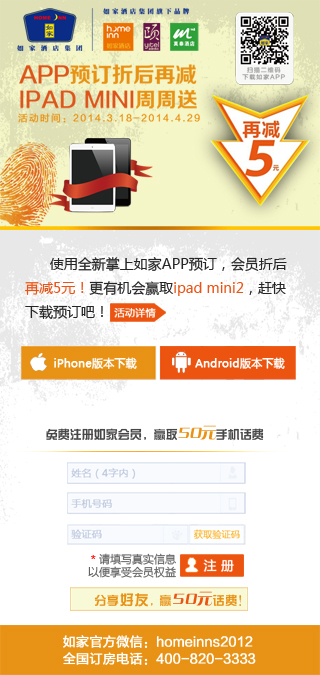 如家酒店集团旗下品牌
HOME INN
如家
如家酒店集团
home inn
如家酒店
yitel
莫泰酒店
扫描二维码
下载如家APP
APP预订折后再减
IPAD MINI周周送
活动时间：2014.3.18~2014.4.29
再减
5元
使用全新掌上如家APP预订，会员折后
再减5元！更有机会赢取ipad mini2，赶快
下载预订吧！ 活动详情
iPhone版本下载 Android版本下载
免费注册如家会员，赢取50元手机话费
姓名（4字内）
手机号码
验证码 获取验证码
* 请填写真实信息
以便享受会员权益 注 册
分享好友，赢50元话费!
如家官方微信：homeinns2012
全国订房电话：400-820-3333